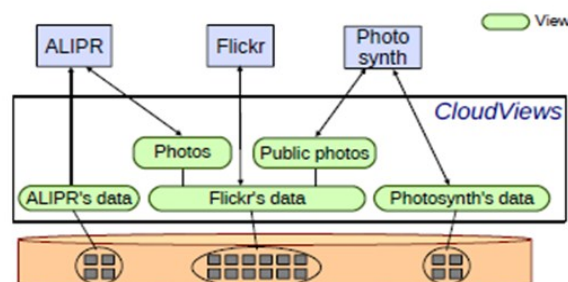 View
ALIPR
Flickr
Photo
synth
CloudViews
Photos
Public photos
ALIPR's data
Flickr's data
Photosynth's data